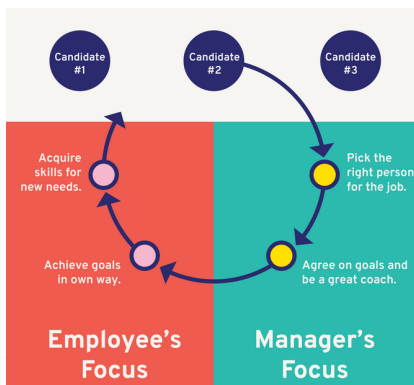 Candidate
#1
Candidate
#2
Candidate
#3
Acquire
skills for
new needs.
Pick the
right person
for the job.
Achieve goals
in own way.
Agree on goals and
be a great coach.
Employee's
Focus
Manager's
Focus